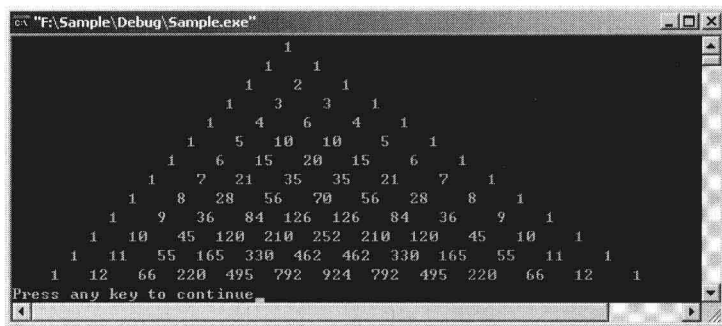 "F:\Sample\Debug\Sample.exe"
1
1 1
1 2 1
1 3 3 1
1 4 6 4 1
1 5 10 10 5 1
1 6 15 20 15 6 1
1 7 21 35 35 21 7 1
1 8 28 56 70 56 28 8 1
1 9 36 84 126 126 84 36 9 1
1 10 45 120 210 252 210 120 45 10 1
1 11 55 165 330 462 462 330 165 55 11 1
1 12 66 220 495 792 924 792 495 220 66 12 1
Press any key to continue_